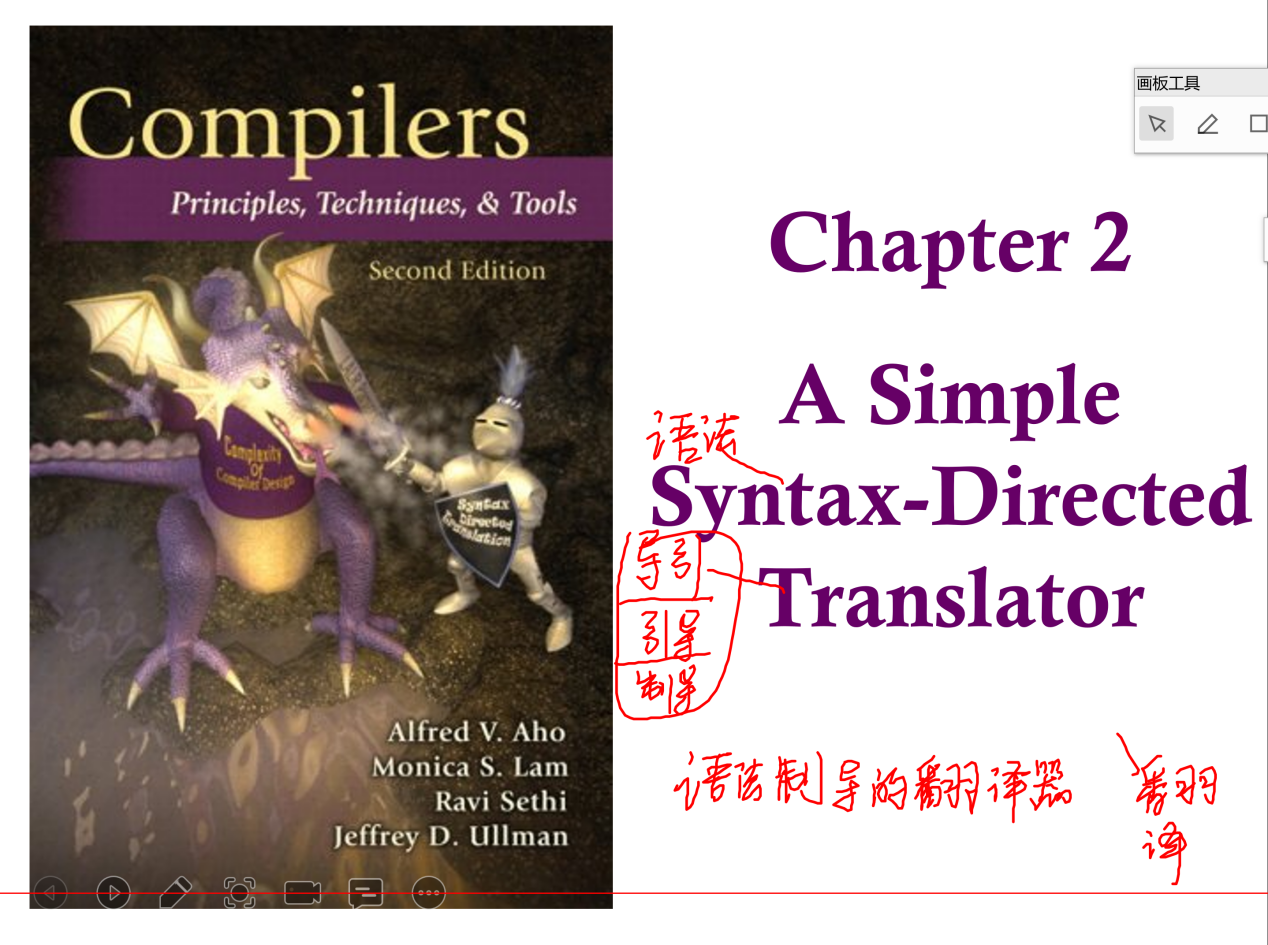 Compilers
Principles, Techniques, & Tools
Second Edition
Complexity
Of
Compiler Design
Syntax
Directed
Translation
Alfred V. Aho
Monica S. Lam
Ravi Sethi
Jeffrey D. Ullman
画板工具
Chapter 2
A Simple
语法
Syntax-Directed
导引
Translator
引导
制导
语法制导的翻译器
翻
译